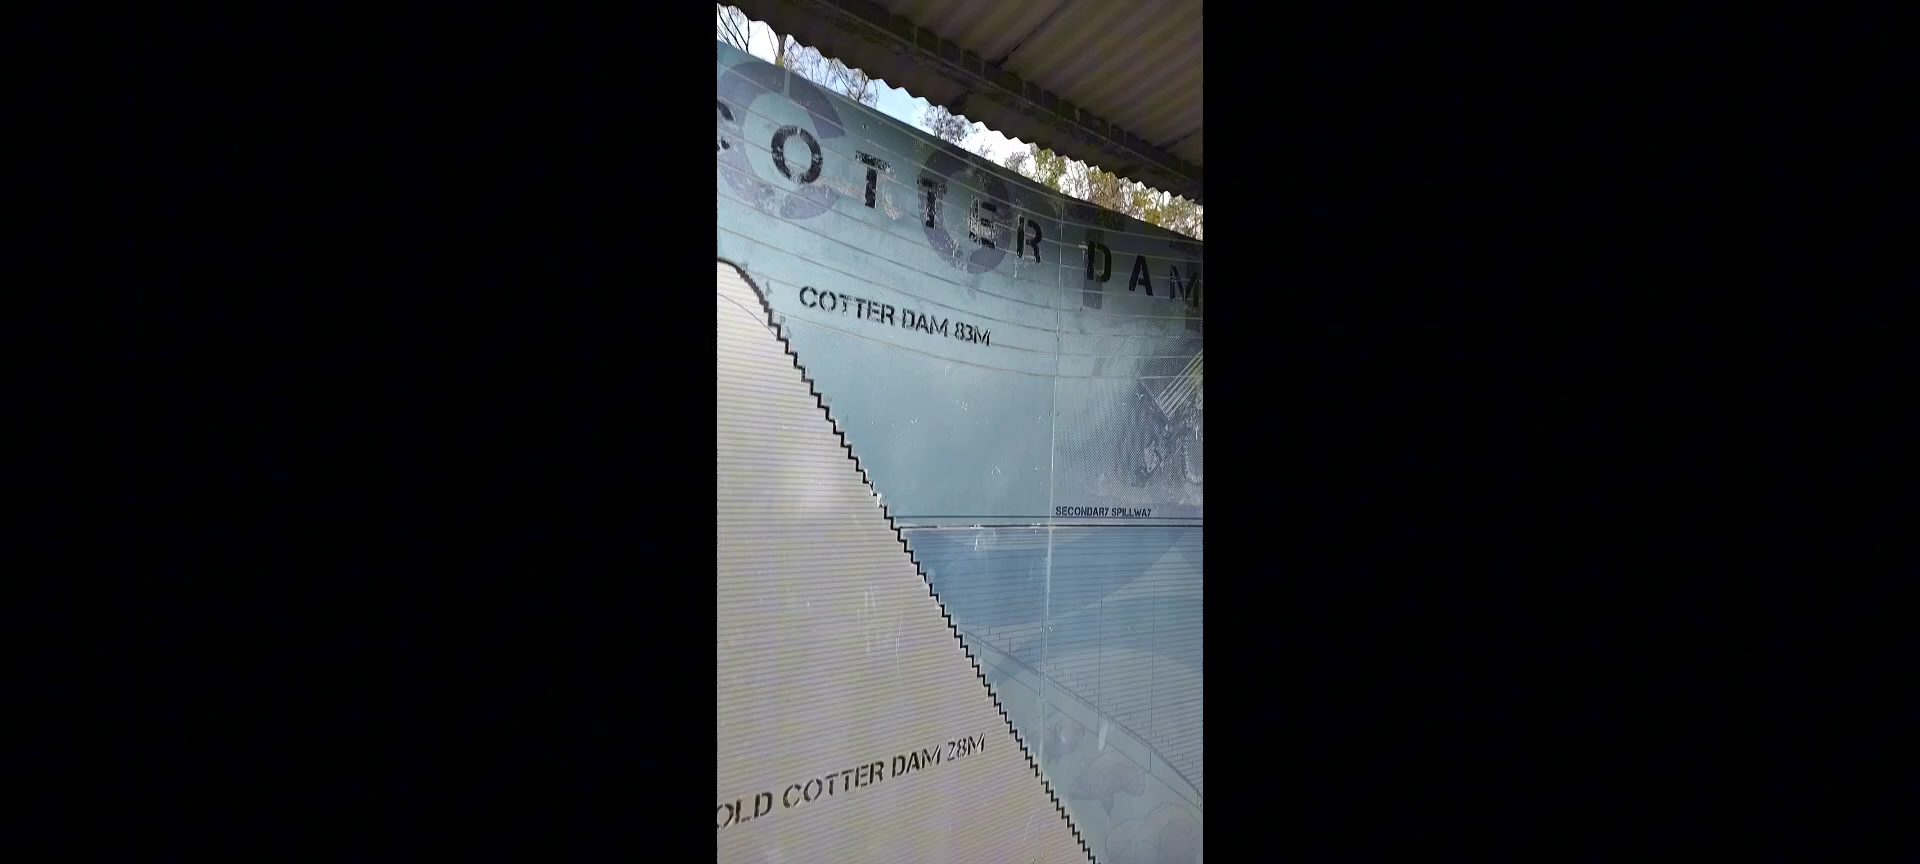 COTTER DAM
COTTER DAM 83M
SECONDARY SPILLWAY
OLD COTTER DAM 28M